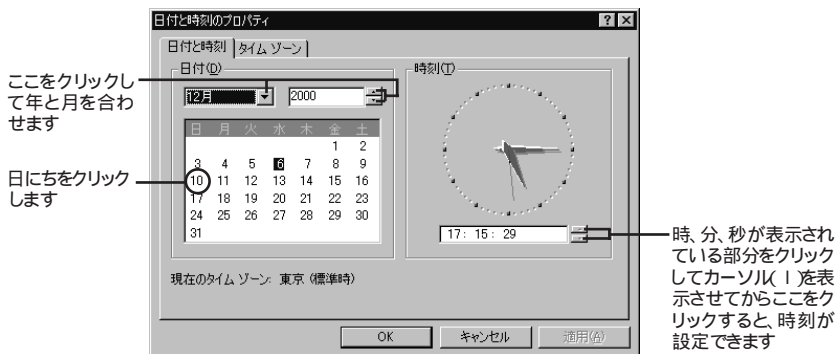 日付と時刻のプロパティ
日付と時刻
タイム ゾーン
日付(D)
時刻(T)
ここをクリックし
て年と月を合わ
せます
12月
2000
日 月 火 水 木 金 土
1 2
3 4 5 6 7 8 9
10 11 12 13 14 15 16
17 18 19 20 21 22 23
24 25 26 27 28 29 30
31
日にちをクリック
します
17: 15: 29
時、分、秒が表示され
ている部分をクリック
してカーソル(|)を表
示させてからここをク
リックすると、時刻が
設定できます
現在のタイム ゾーン: 東京 (標準時)
OK
キャンセル
適用(A)